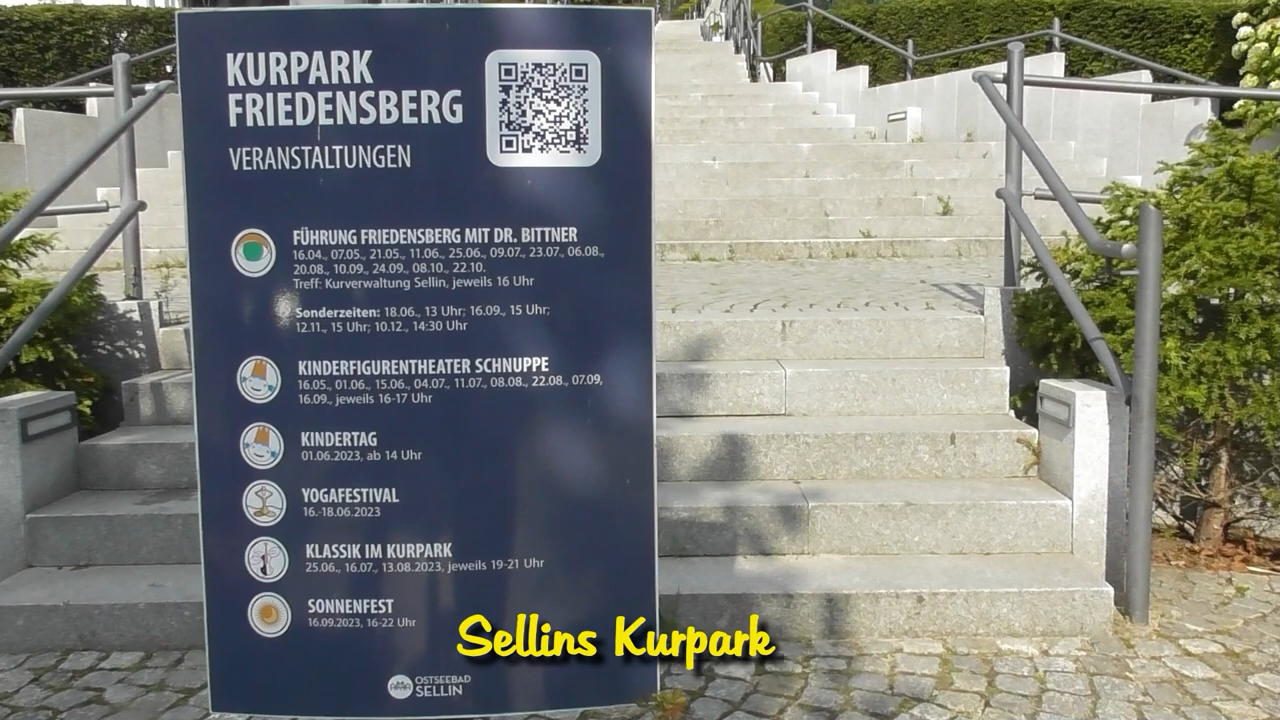 KURPARK
FRIEDENSBERG
VERANSTALTUNGEN
FÜHRUNG FRIEDENSBERG MIT DR. BITTNER
16.04., 07.05., 21.05., 11.06., 25.06., 09.07., 23.07., 06.08.,
20.08., 10.09., 24.09., 08.10., 22.10.
Treff: Kurverwaltung Sellin, jeweils 16 Uhr
Sonderzeiten: 18.06., 13 Uhr; 16.09., 15 Uhr;
12.11., 15 Uhr; 10.12., 14:30 Uhr
KINDERFIGURENTHEATER SCHNUPPE
16.05., 01.06., 15.06., 04.07., 11.07., 08.08., 22.08., 07.09,
16.09., jeweils 16-17 Uhr
KINDERTAG
01.06.2023, ab 14 Uhr
YOGAFESTIVAL
16.-18.06.2023
KLASSIK IM KURPARK
25.06., 16.07., 13.08.2023, jeweils 19-21 Uhr
SONNENFEST
16.09.2023, 16-22 Uhr
Sellins Kurpark
OSTSEEBAD
SELLIN